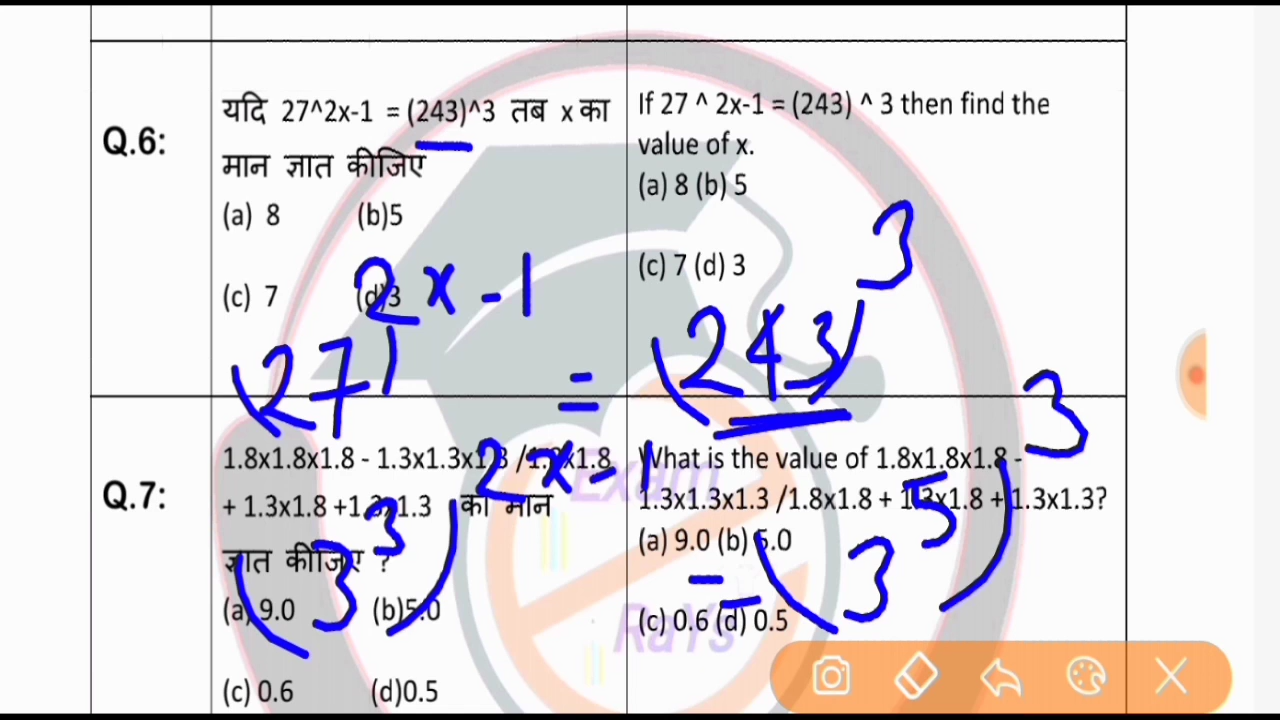 Q.6:
यदि 27^2x-1 = (243)^3 तब x का
मान ज्ञात कीजिए
(a) 8 (b)5
(c) 7 (d)3
If 27 ^ 2x-1 = (243) ^ 3 then find the
value of x.
(a) 8 (b) 5
(c) 7 (d) 3
(27)^2x-1 = (243)^3
Q.7:
1.8x1.8x1.8 - 1.3x1.3x1.3 /1.8x1.8
+ 1.3x1.8 +1.3x1.3 का मान
ज्ञात कीजिए ?
(a) 9.0 (b)5.0
(c) 0.6 (d)0.5
What is the value of 1.8x1.8x1.8 -
1.3x1.3x1.3 /1.8x1.8 + 1.3x1.8 + 1.3x1.3?
(a) 9.0 (b) 5.0
(c) 0.6 (d) 0.5
(3^3)^2x-1 = (3^5)^3
Exam
RaYs